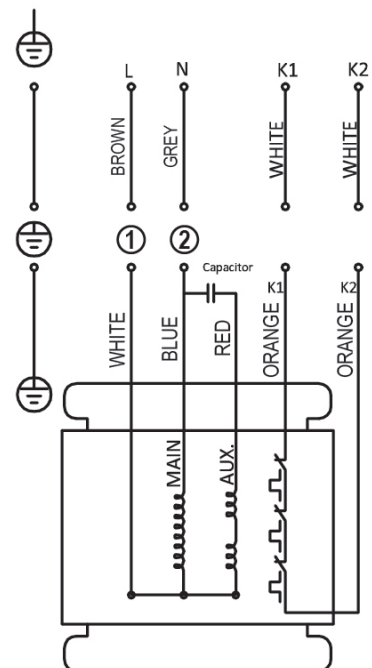 L N K1 K2
BROWN GREY WHITE WHITE
1 2
Capacitor
K1 K2
WHITE BLUE RED ORANGE ORANGE
MAIN AUX.